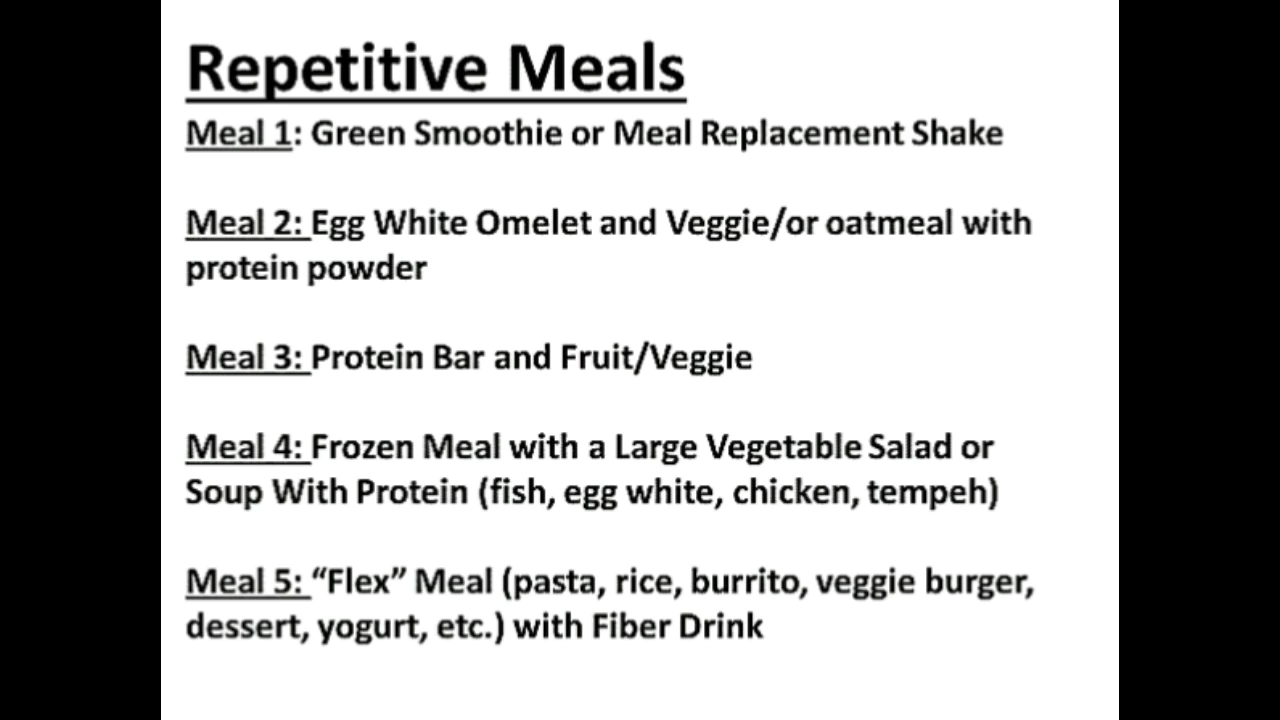 Repetitive Meals
Meal 1: Green Smoothie or Meal Replacement Shake
Meal 2: Egg White Omelet and Veggie/or oatmeal with
protein powder
Meal 3: Protein Bar and Fruit/Veggie
Meal 4: Frozen Meal with a Large Vegetable Salad or
Soup With Protein (fish, egg white, chicken, tempeh)
Meal 5: “Flex” Meal (pasta, rice, burrito, veggie burger,
dessert, yogurt, etc.) with Fiber Drink